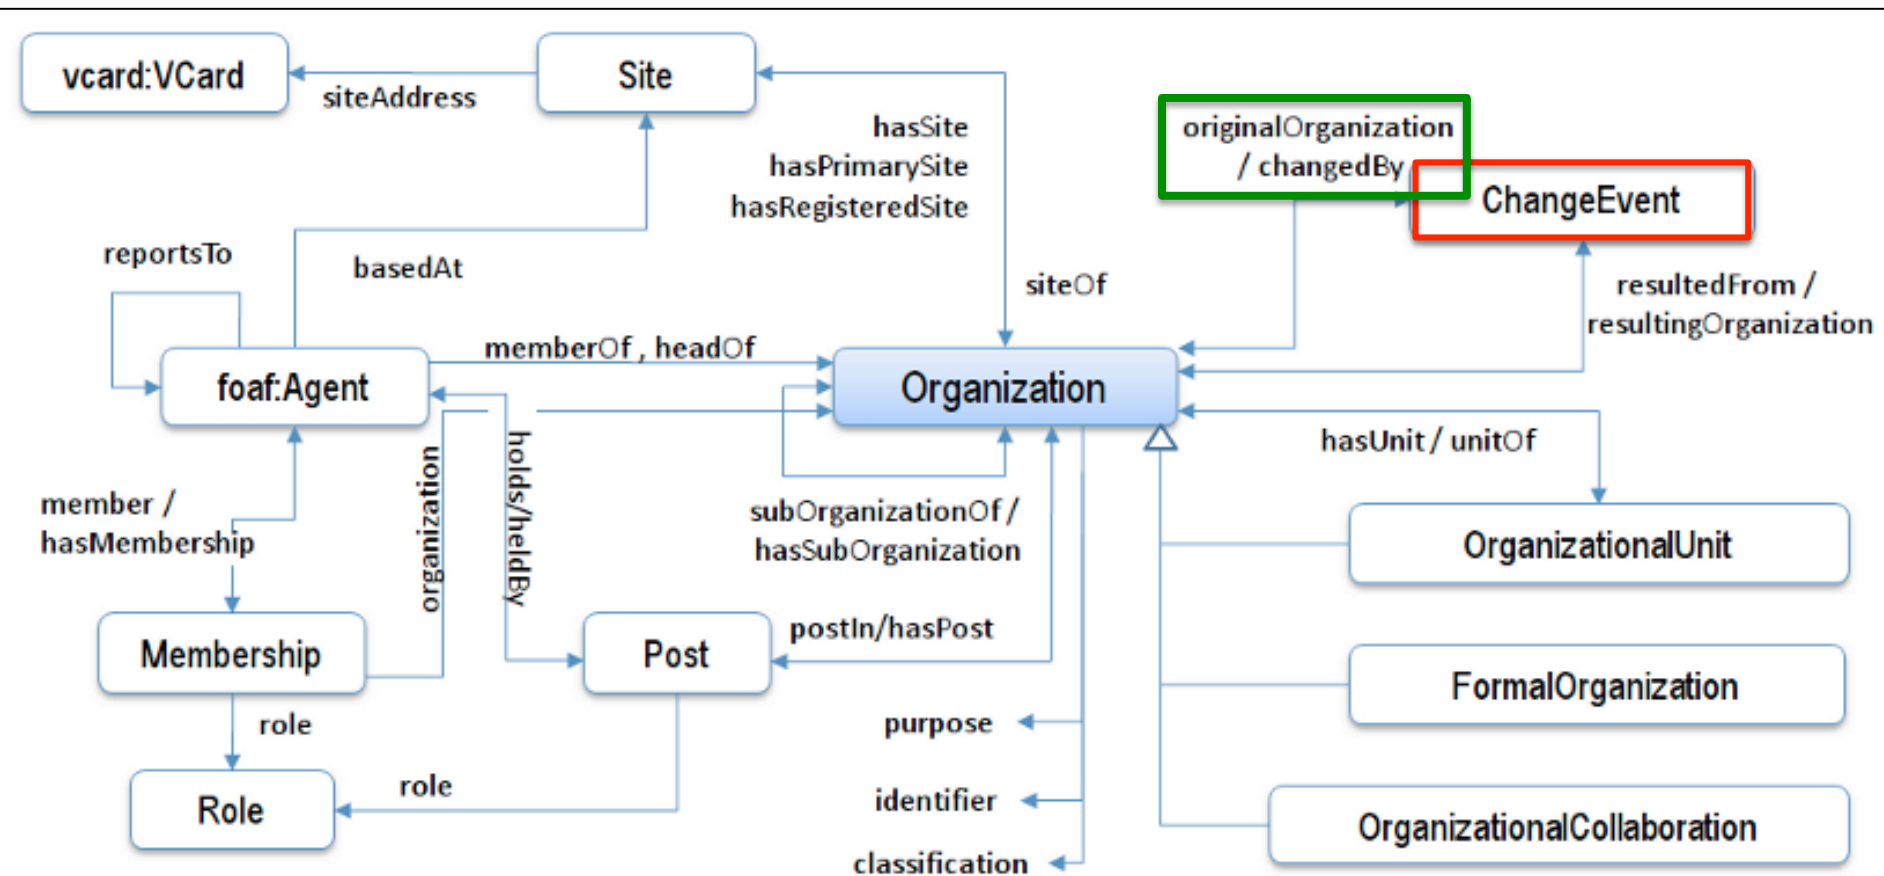 vcard:VCard
siteAddress
Site
hasSite
hasPrimarySite
hasRegisteredSite
originalOrganization
/ changedBy
ChangeEvent
reportsTo
basedAt
siteOf
resultedFrom /
resultingOrganization
foaf:Agent
memberOf , headOf
Organization
hasUnit / unitOf
member /
hasMembership
organization
holds/heldBy
subOrganizationOf /
hasSubOrganization
OrganizationalUnit
Membership
Post
postIn/hasPost
FormalOrganization
role
purpose
Role
role
identifier
OrganizationalCollaboration
classification